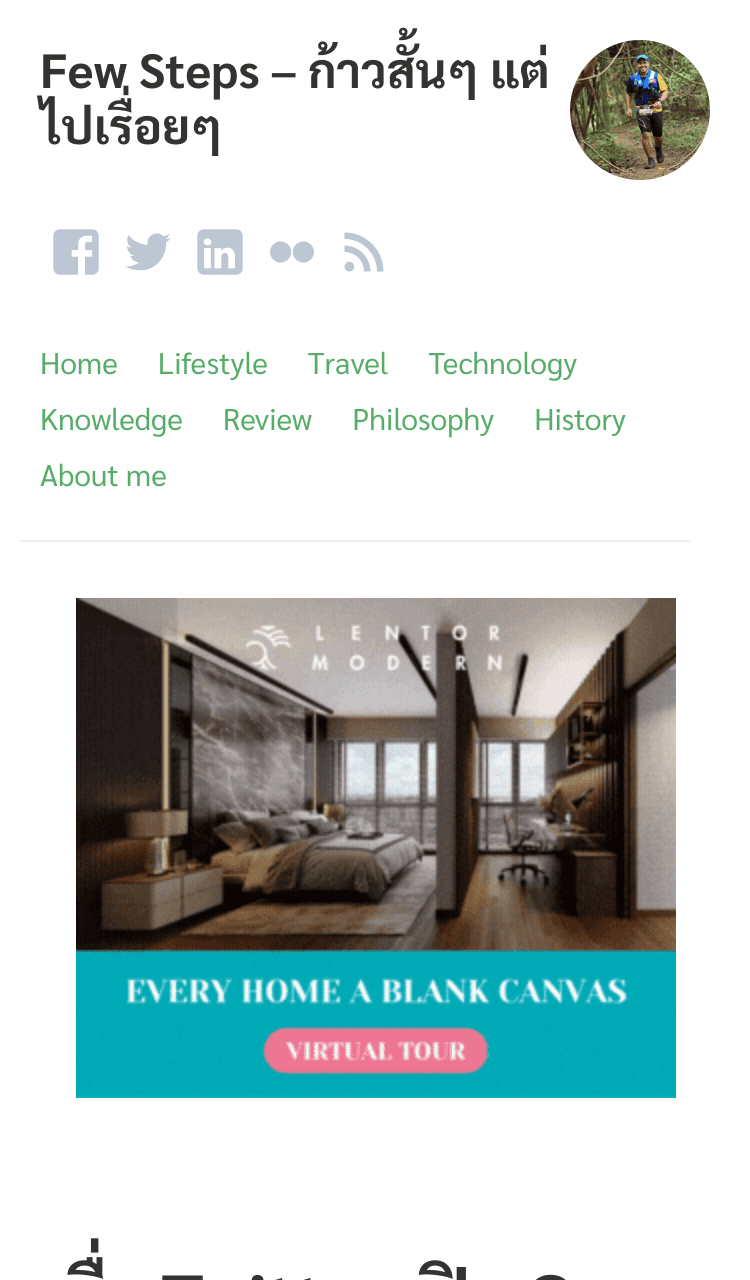 Few Steps – ก้าวสั้นๆ แต่
ไปเรื่อยๆ
Home Lifestyle Travel Technology
Knowledge Review Philosophy History
About me
LENTOR
MODERN
EVERY HOME A BLANK CANVAS
VIRTUAL TOUR